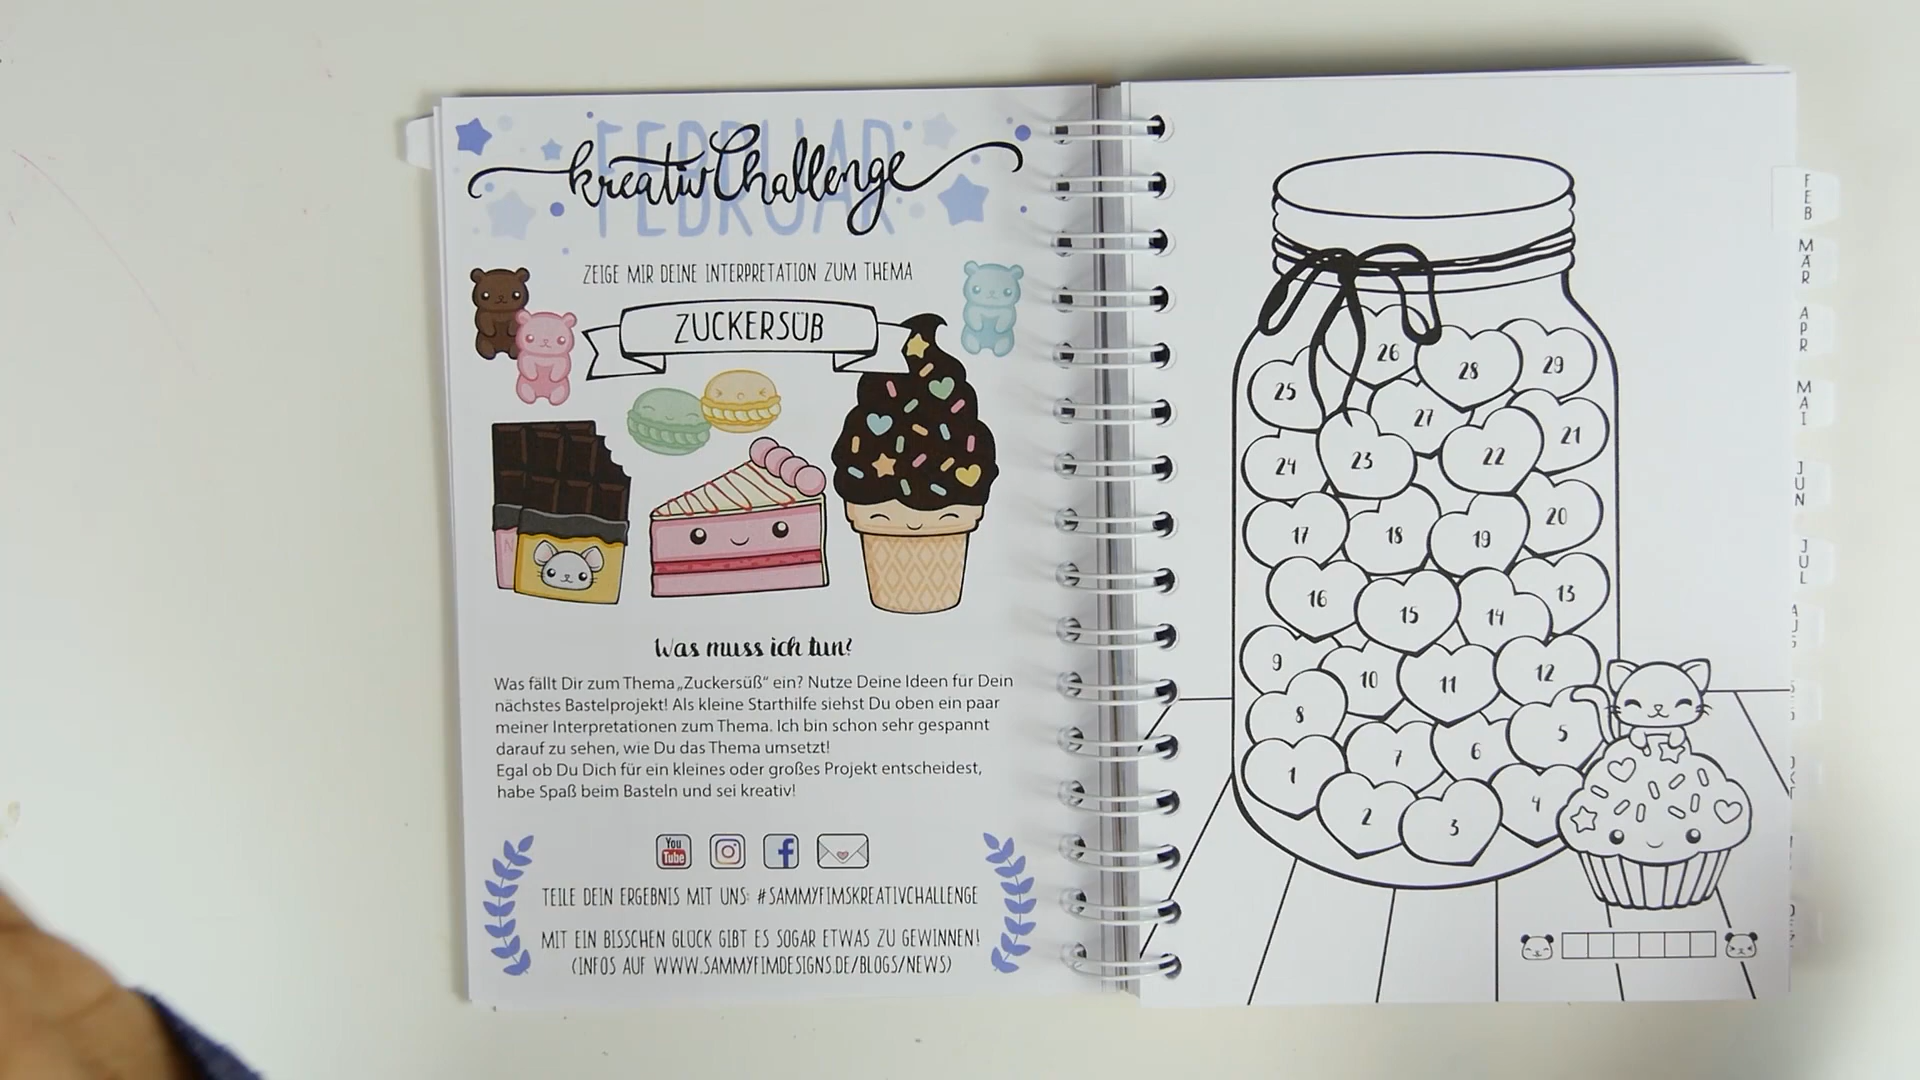 FEBRUAR
kreativChallenge
ZEIGE MIR DEINE INTERPRETATION ZUM THEMA
ZUCKERSÜẞ
N
Was muss ich tun?
Was fällt Dir zum Thema „Zuckersüß“ ein? Nutze Deine Ideen für Dein
nächstes Bastelprojekt! Als kleine Starthilfe siehst Du oben ein paar
meiner Interpretationen zum Thema. Ich bin schon sehr gespannt
darauf zu sehen, wie Du das Thema umsetzt!
Egal ob Du Dich für ein kleines oder großes Projekt entscheidest,
habe Spaß beim Basteln und sei kreativ!
You
Tube
f
TEILE DEIN ERGEBNIS MIT UNS: #SAMMYFIMSKREATIVCHALLENGE
MIT EIN BISSCHEN GLÜCK GIBT ES SOGAR ETWAS ZU GEWINNEN!
(INFOS AUF WWW.SAMMYFIMDESIGNS.DE/BLOGS/NEWS)
26
28
29
25
27
21
24
23
22
20
17
18
19
16
15
14
13
9
10
11
12
8
7
6
5
1
2
3
4
FEB
MÄR
APR
MAI
JUN
JUL